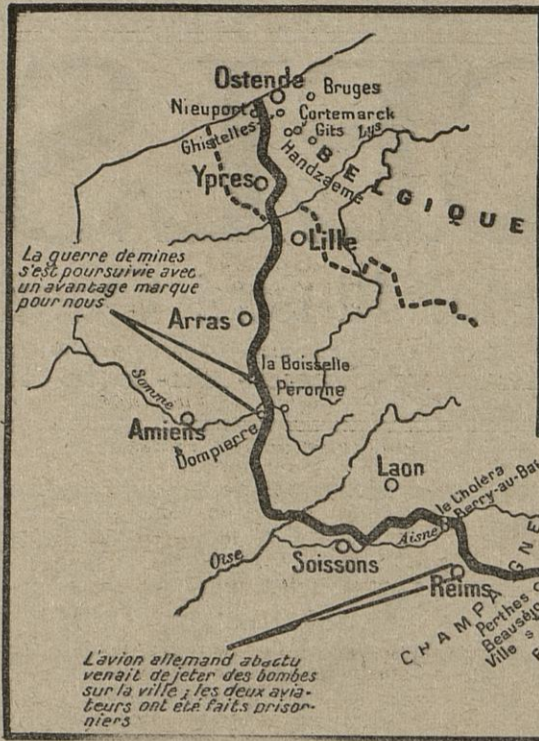 Ostende
Bruges
Nieuport
Cortemarck
Ghistelles
Gits
Lys
Handzaeme
BELGIQUE
Ypres
Lille
La guerre de mines
s'est poursuivie avec
un avantage marque
pour nous
Arras
la Boisselle
Péronne
Somme
Amiens
Dompierre
Laon
le Choléra
Berry-au-Bac
Aisne
Oise
Soissons
Reims
CHAMPAGNE
Perthes
Beauséj
Ville s
L'avion allemand abattu
venait de jeter des bombes
sur la ville ; les deux avia-
teurs ont été faits prison-
niers